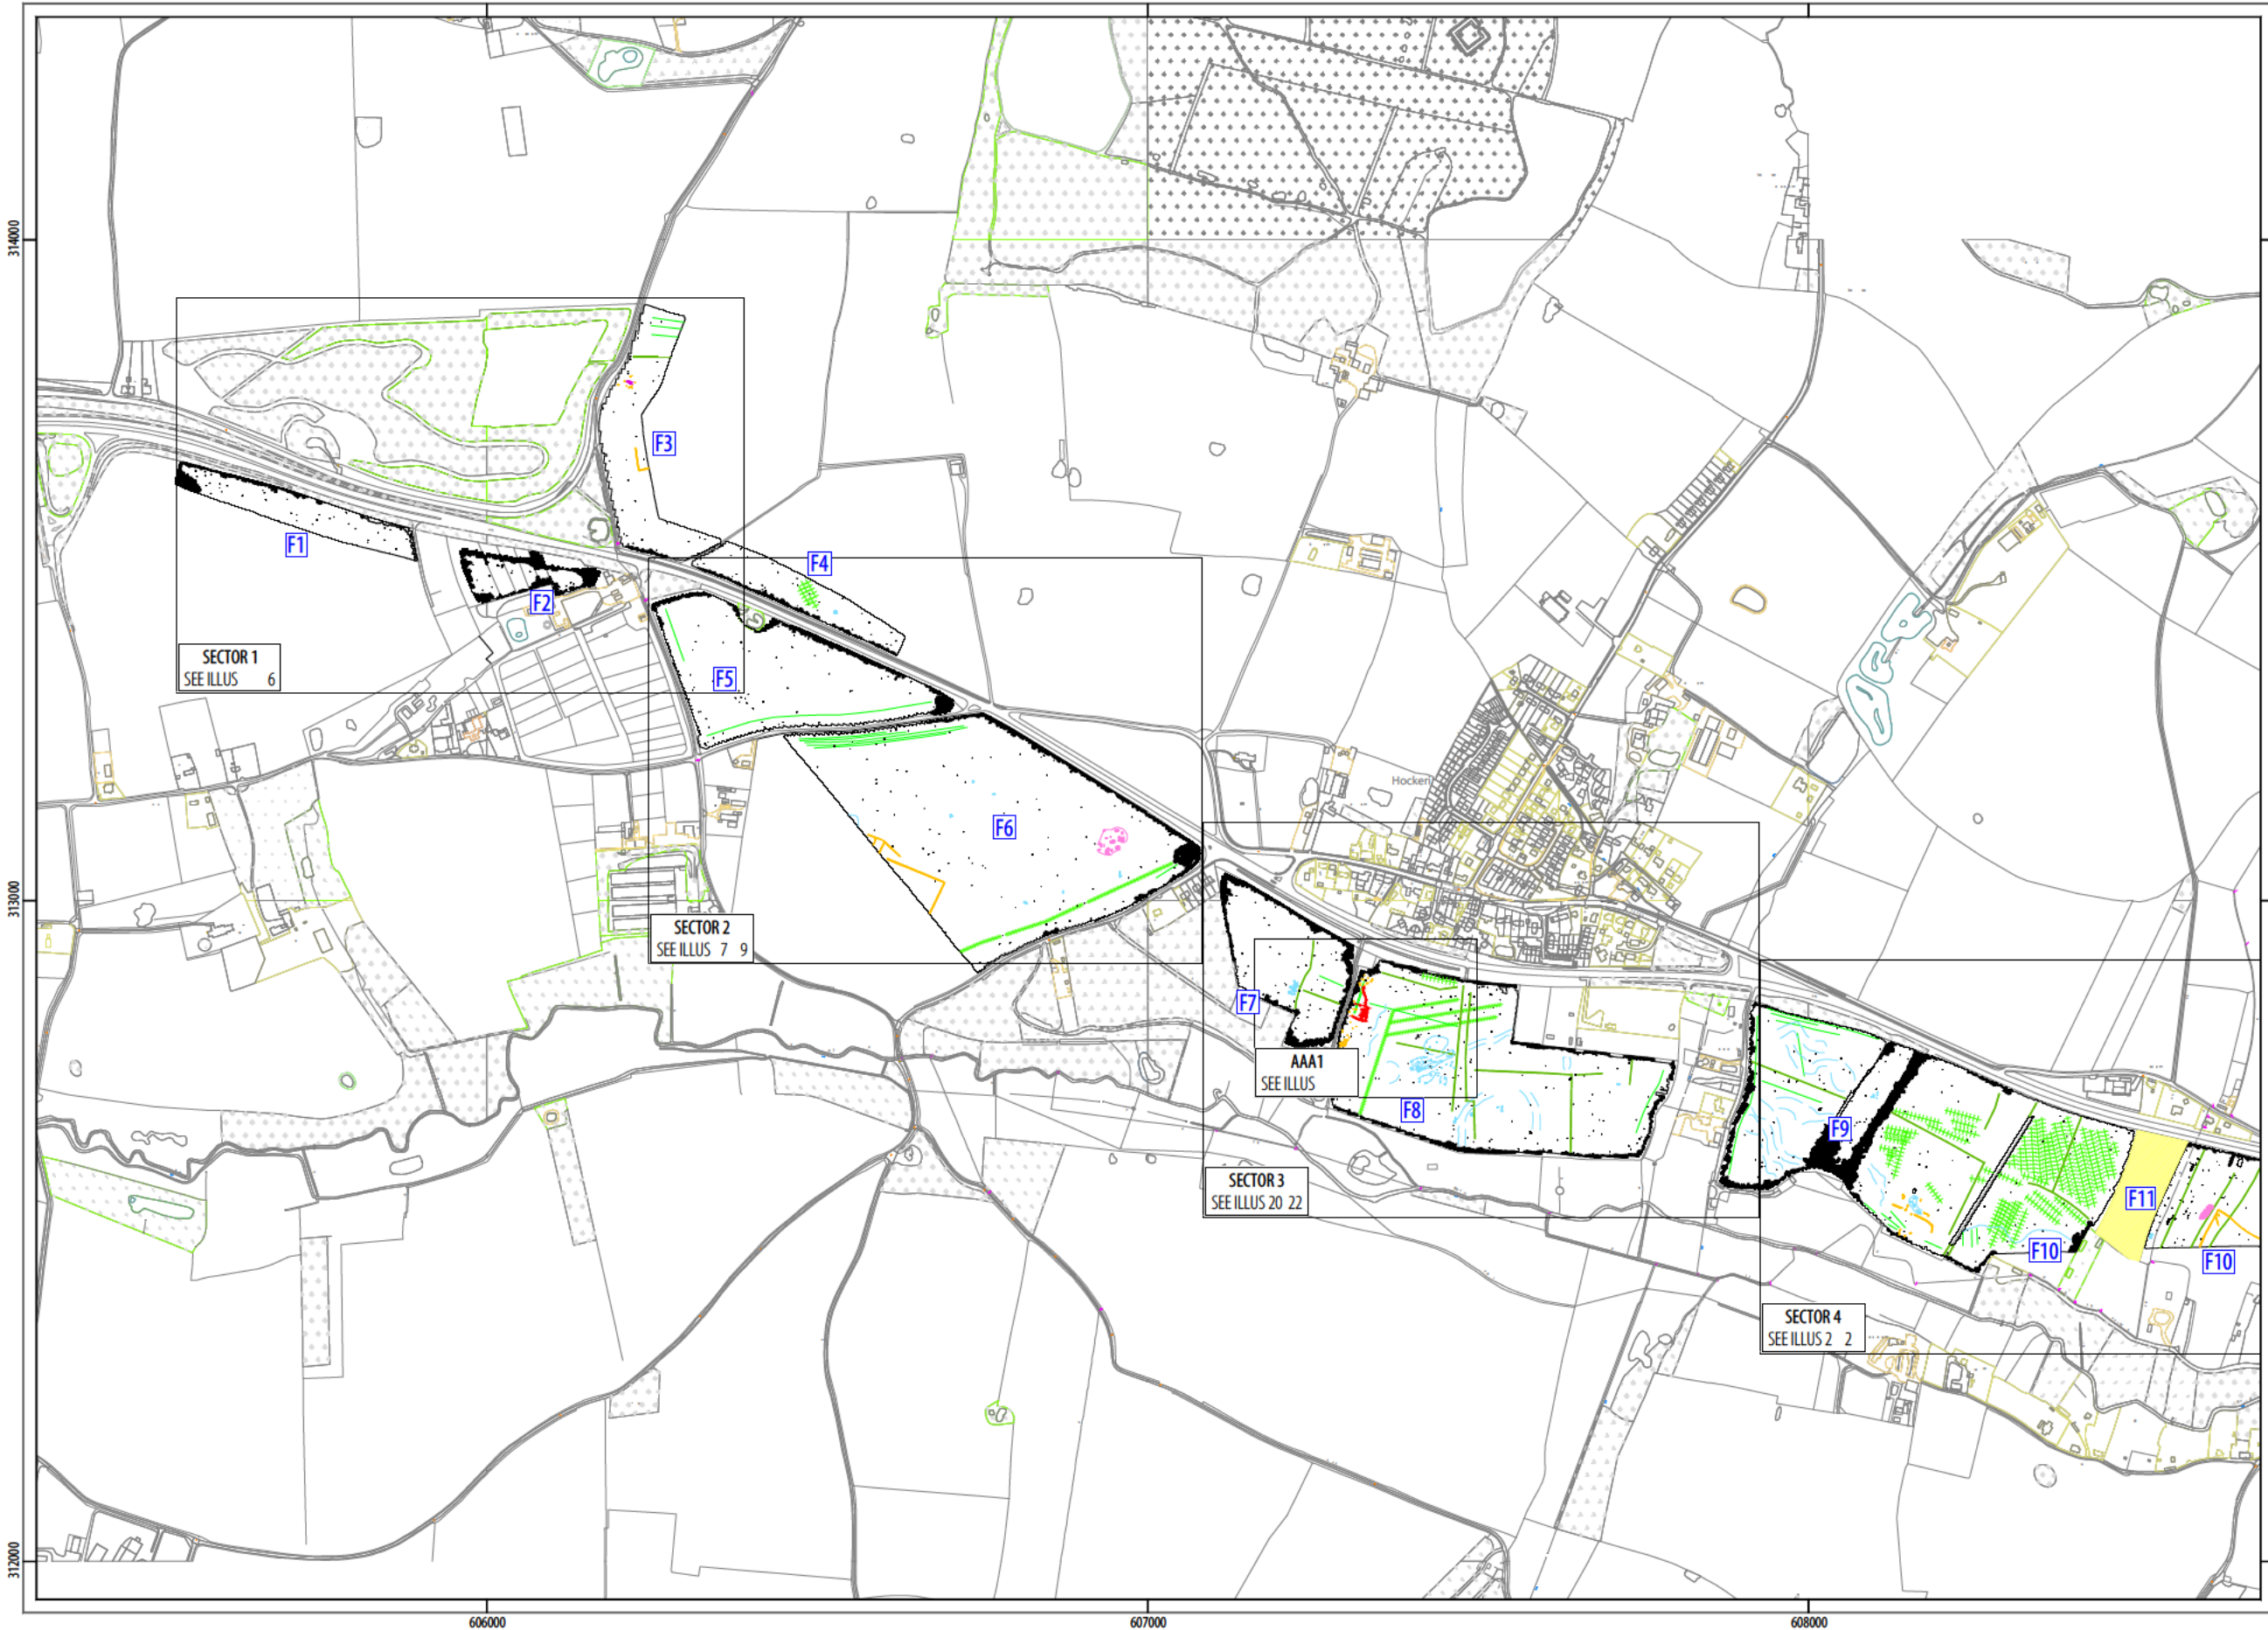 314000
313000
312000
F3
F1
F4
F2
SECTOR 1
SEE ILLUS 6
F5
Hockeri
F6
SECTOR 2
SEE ILLUS 7 9
F7
AAA1
SEE ILLUS
F8
F9
SECTOR 3
SEE ILLUS 20 22
F11
F10
F10
SECTOR 4
SEE ILLUS 2 2
606000
607000
608000